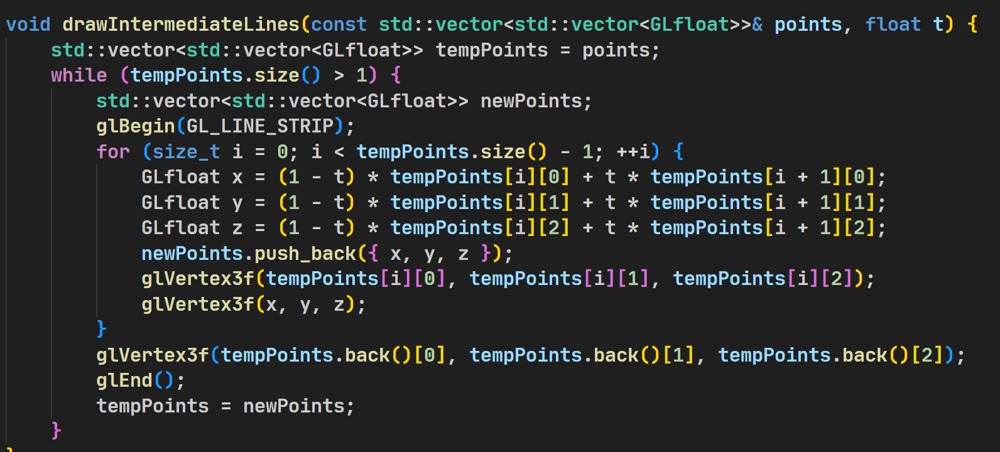 void drawIntermediateLines(const std::vector<std::vector<GLfloat>>& points, float t) {
    std::vector<std::vector<GLfloat>> tempPoints = points;
    while (tempPoints.size() > 1) {
        std::vector<std::vector<GLfloat>> newPoints;
        glBegin(GL_LINE_STRIP);
        for (size_t i = 0; i < tempPoints.size() - 1; ++i) {
            GLfloat x = (1 - t) * tempPoints[i][0] + t * tempPoints[i + 1][0];
            GLfloat y = (1 - t) * tempPoints[i][1] + t * tempPoints[i + 1][1];
            GLfloat z = (1 - t) * tempPoints[i][2] + t * tempPoints[i + 1][2];
            newPoints.push_back({ x, y, z });
            glVertex3f(tempPoints[i][0], tempPoints[i][1], tempPoints[i][2]);
            glVertex3f(x, y, z);
        }
        glVertex3f(tempPoints.back()[0], tempPoints.back()[1], tempPoints.back()[2]);
        glEnd();
        tempPoints = newPoints;
    }
}